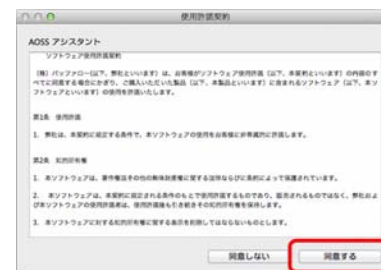 使用許諾契約
AOSS アシスタント
ソフトウェア使用許諾契約
(株) バッファロー(以下、弊社といいます) は、お客様がソフトウェア使用許諾 (以下、本契約といいます) の内容のす
べてに同意する場合にかぎり、ご購入いただいた製品 (以下、本製品といいます) に含まれるソフトウェア (以下、本ソ
フトウェアといいます) の使用を許諾いたします。
第1条 使用許諾
1. 弊社は、本契約に規定する条件で、本ソフトウェアの使用をお客様に非専属的に許諾します。
第2条 知的所有権
1. 本ソフトウェアは、著作権法その他の無体財産権に関する法律ならびに条約によって保護されています。
2. 本ソフトウェアは、本契約に規定される条件のもとで使用許諾するものであり、販売されるものではなく、弊社およ
び本ソフトウェアの使用許諾者は、使用許諾後も引き続きその知的所有権を保持します。
3. 本ソフトウェアに対する知的所有権に関する表示を削除してはならないものとします。
同意しない 同意する